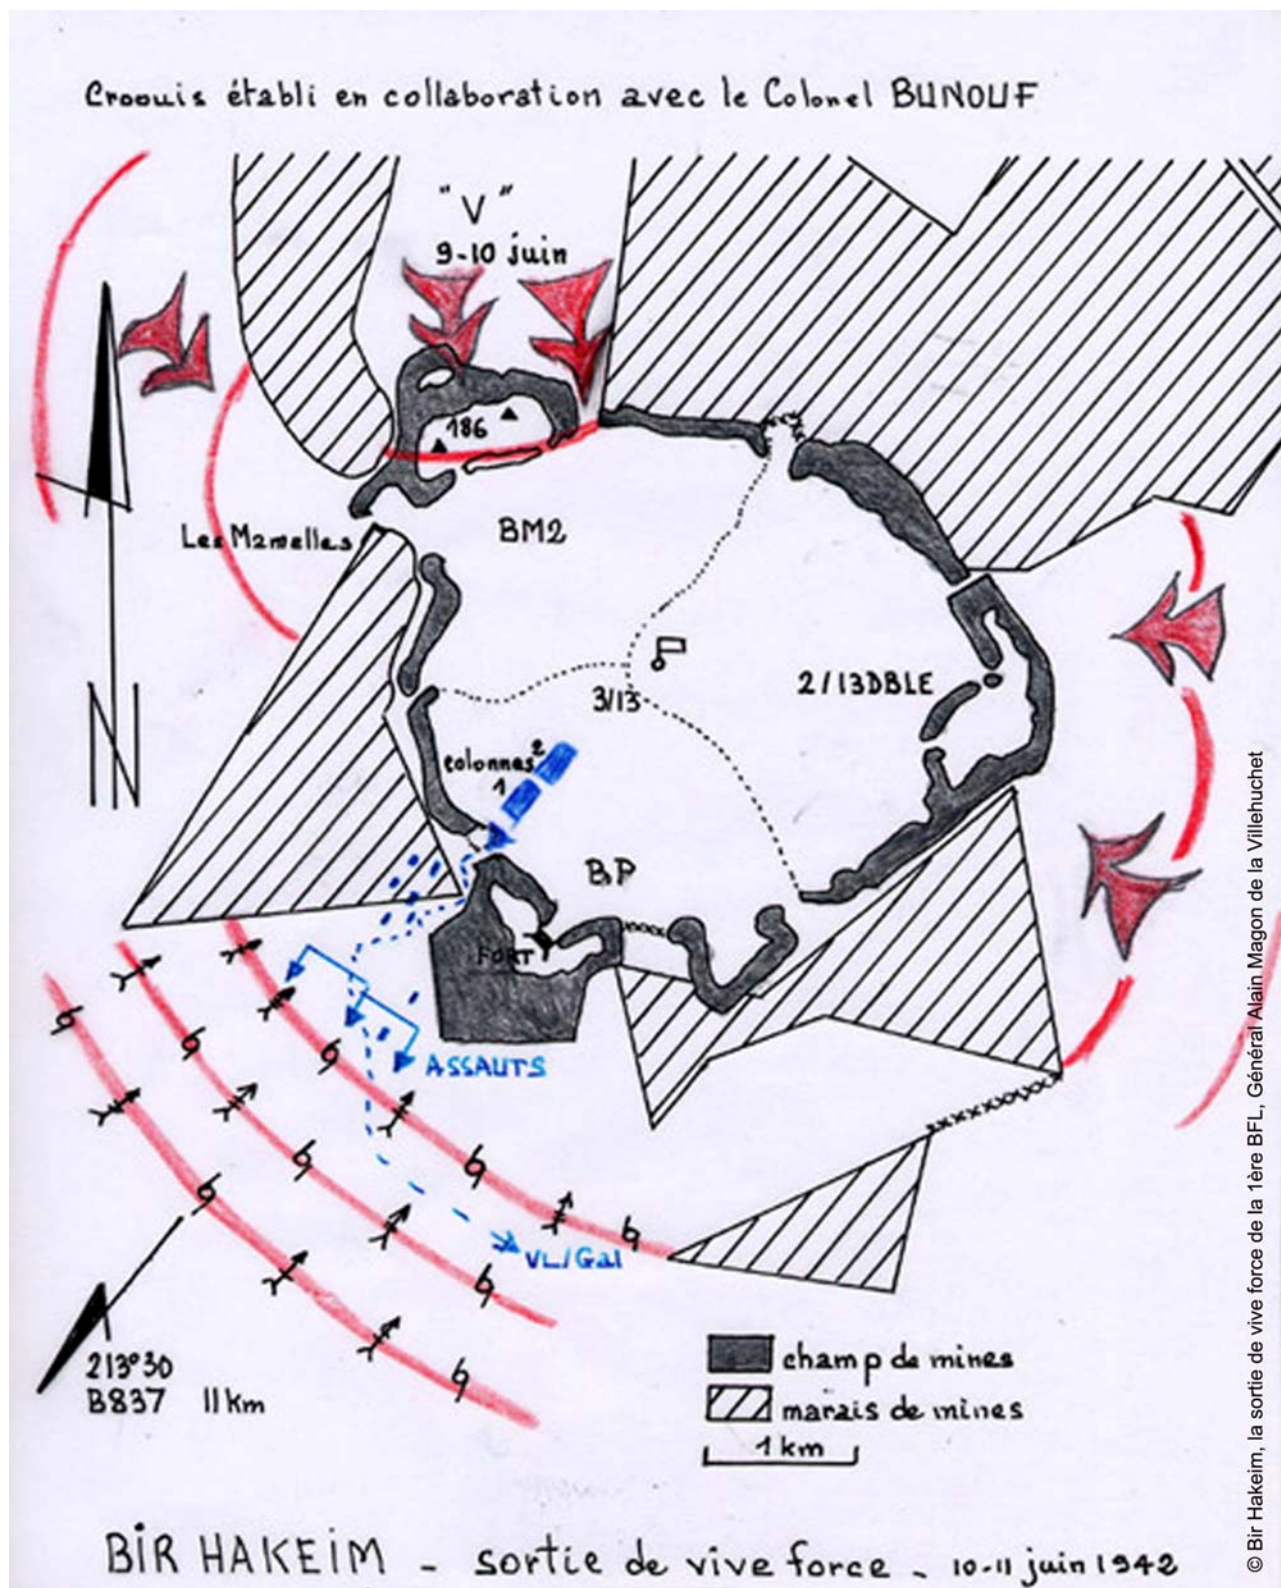 Croquis établi en collaboration avec le Colonel BUNOUF
"V"
9-10 juin
186
Les Mamelles
BM2
3/13
2/13DBLE
colonnes 2
1
BP
FORT
ASSAUTS
VL/Gal
N
213°30
B837 11km
champ de mines
marais de mines
1 km
BIR HAKEIM - sortie de vive force - 10-11 juin 1942
© Bir Hakeim, la sortie de vive force de la 1ère BFL, Général Alain Magon de la Villehuchet